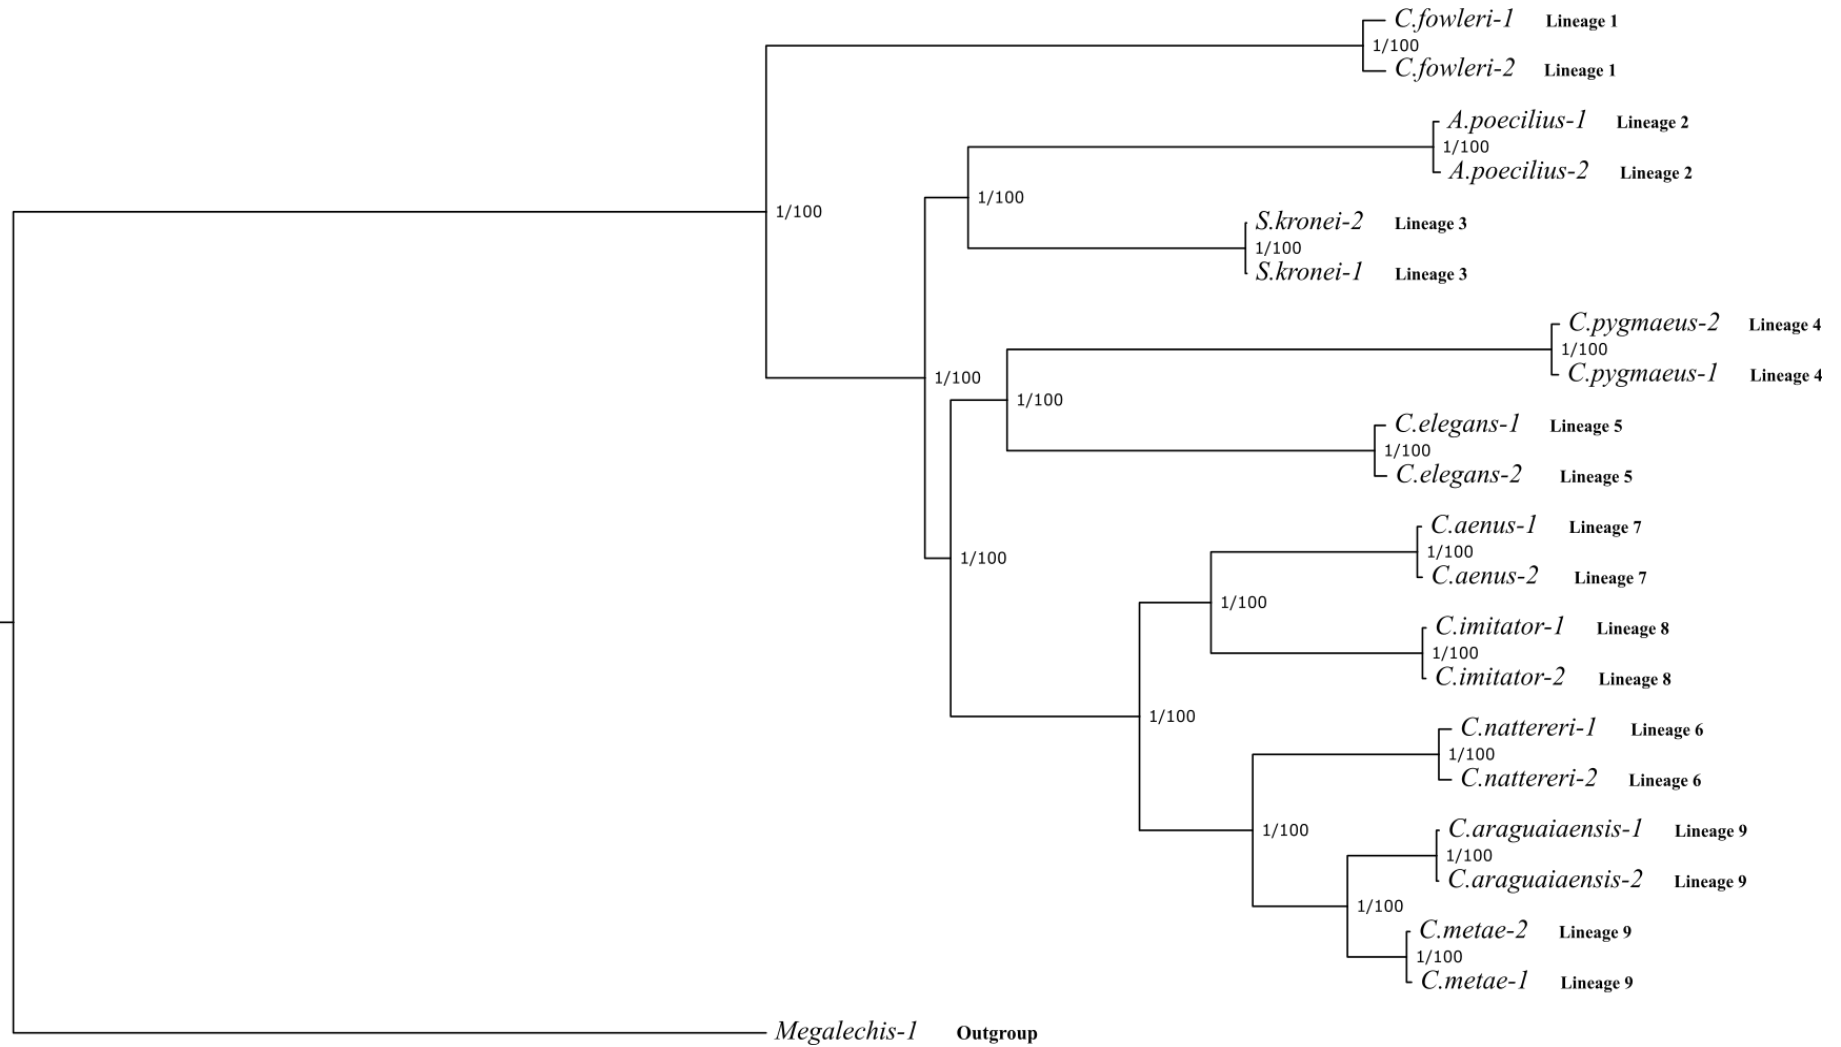 C.fowleri-1 Lineage 1
1/100
C.fowleri-2 Lineage 1
A.poecilius-1 Lineage 2
1/100
A.poecilius-2 Lineage 2
1/100
1/100
S.kronei-2 Lineage 3
1/100
S.kronei-1 Lineage 3
C.pygmaeus-2 Lineage 4
1/100
C.pygmaeus-1 Lineage 4
1/100
1/100
C.elegans-1 Lineage 5
1/100
C.elegans-2 Lineage 5
C.aenus-1 Lineage 7
1/100
1/100
C.aenus-2 Lineage 7
1/100
C.imitator-1 Lineage 8
1/100
C.imitator-2 Lineage 8
1/100
C.nattereri-1 Lineage 6
1/100
C.nattereri-2 Lineage 6
1/100
C.araguaiaensis-1 Lineage 9
1/100
C.araguaiaensis-2 Lineage 9
1/100
C.metae-2 Lineage 9
1/100
C.metae-1 Lineage 9
Megalechis-1 Outgroup